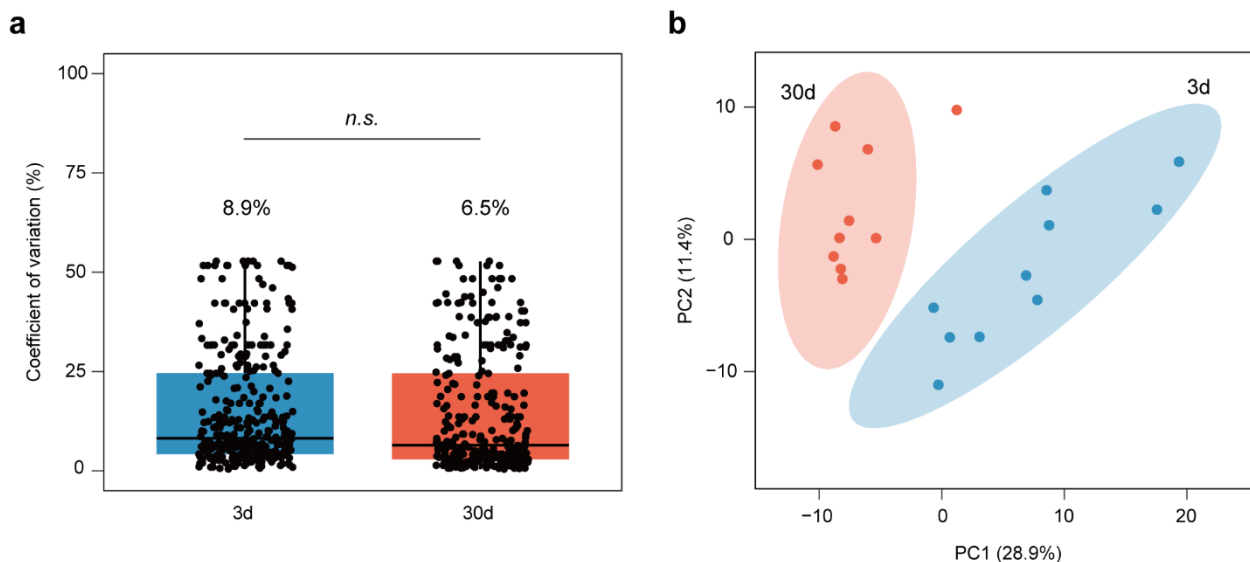 a
100
75
50
25
0
Coefficient of variation (%)
n.s.
8.9%
6.5%
3d
30d
b
10
0
−10
PC2 (11.4%)
30d
3d
−10
0
10
20
PC1 (28.9%)